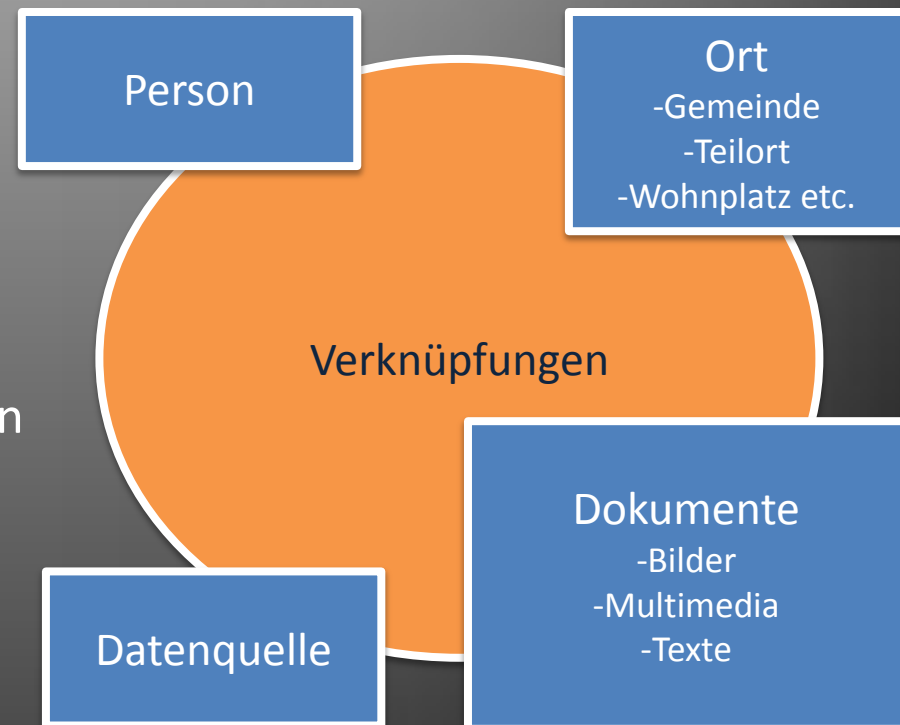 Person
Ort
-Gemeinde
-Teilort
-Wohnplatz etc.
Verknüpfungen
n
Dokumente
-Bilder
-Multimedia
-Texte
Datenquelle